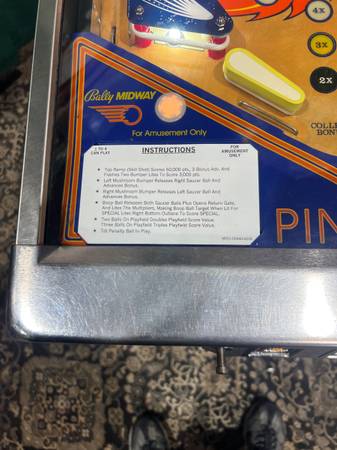 4X
3X
2X
COLLE
BON
Bally MIDWAY
For Amusement Only
1 TO 4
CAN PLAY
INSTRUCTIONS
FOR
AMUSEMENT
ONLY
Top Ramp (Skill Shot) Scores 50,000 pts., 3 Bonus Adv. And
Flashes Two Bumper Lites To Score 3,000 pts.
Left Mushroom Bumper Releases Right Saucer Ball And
Advances Bonus.
Right Mushroom Bumper Releases Left Saucer Ball And
Advances Bonus.
Boop Ball Releases Both Saucer Balls Plus Opens Return Gate,
And Lites The Multipliers, Making Boop Ball Target When Lit For
SPECIAL Lites Right Bottom Outlane To Score SPECIAL.
Two Balls On Playfield Doubles Playfield Score Value.
Three Balls On Playfield Triples Playfield Score Value.
Tilt Penalty Ball In Play.
PIN